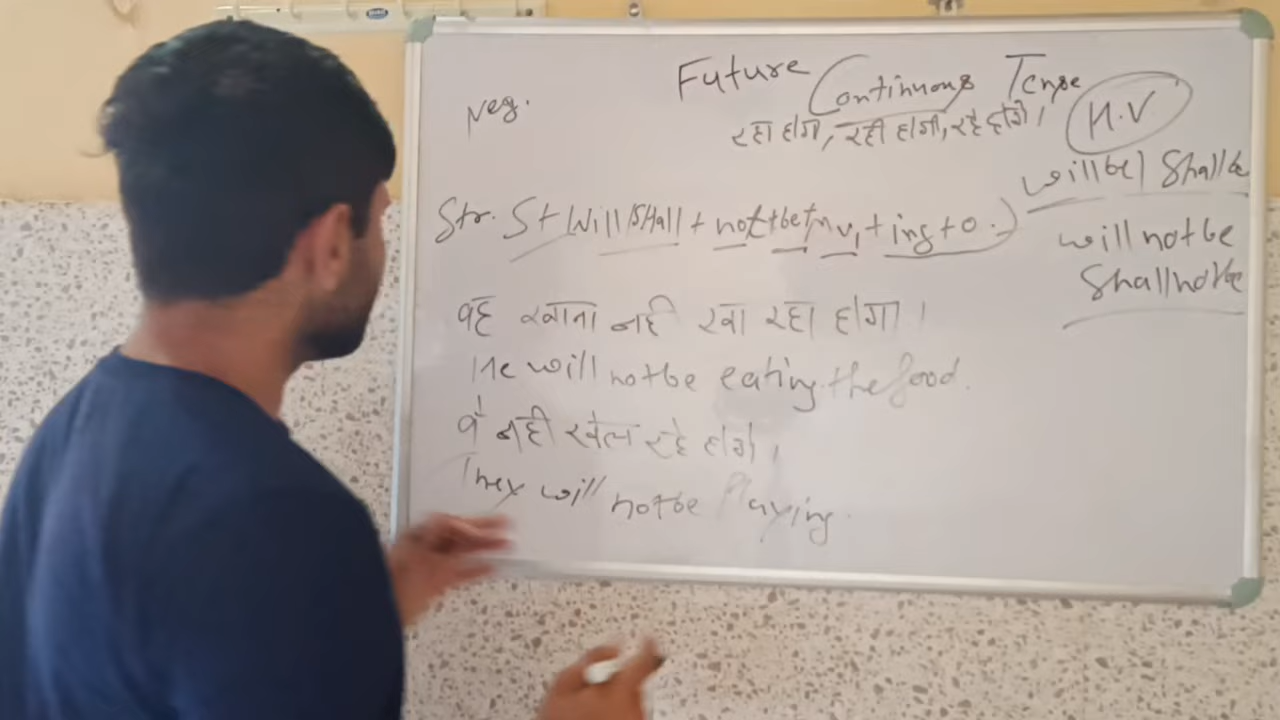 Future Continuous Tense
Neg.
रहा होगा, रही होगी, रहे होंगे।
H.V
will be / Shall be
Str. S + Will / Shall + not + be + M v1 + ing + o.
will not be
Shall not be
वह खाना नही खा रहा होगा।
He will not be eating the food.
वे नही खेल रहे होंगे।
They will not be Playing.